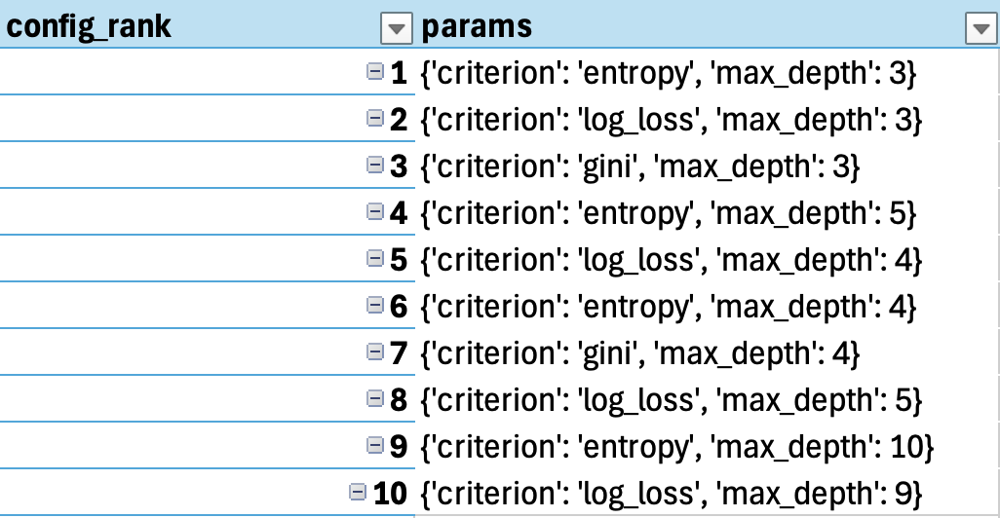 config_rank params
1 {'criterion': 'entropy', 'max_depth': 3}
2 {'criterion': 'log_loss', 'max_depth': 3}
3 {'criterion': 'gini', 'max_depth': 3}
4 {'criterion': 'entropy', 'max_depth': 5}
5 {'criterion': 'log_loss', 'max_depth': 4}
6 {'criterion': 'entropy', 'max_depth': 4}
7 {'criterion': 'gini', 'max_depth': 4}
8 {'criterion': 'log_loss', 'max_depth': 5}
9 {'criterion': 'entropy', 'max_depth': 10}
10 {'criterion': 'log_loss', 'max_depth': 9}